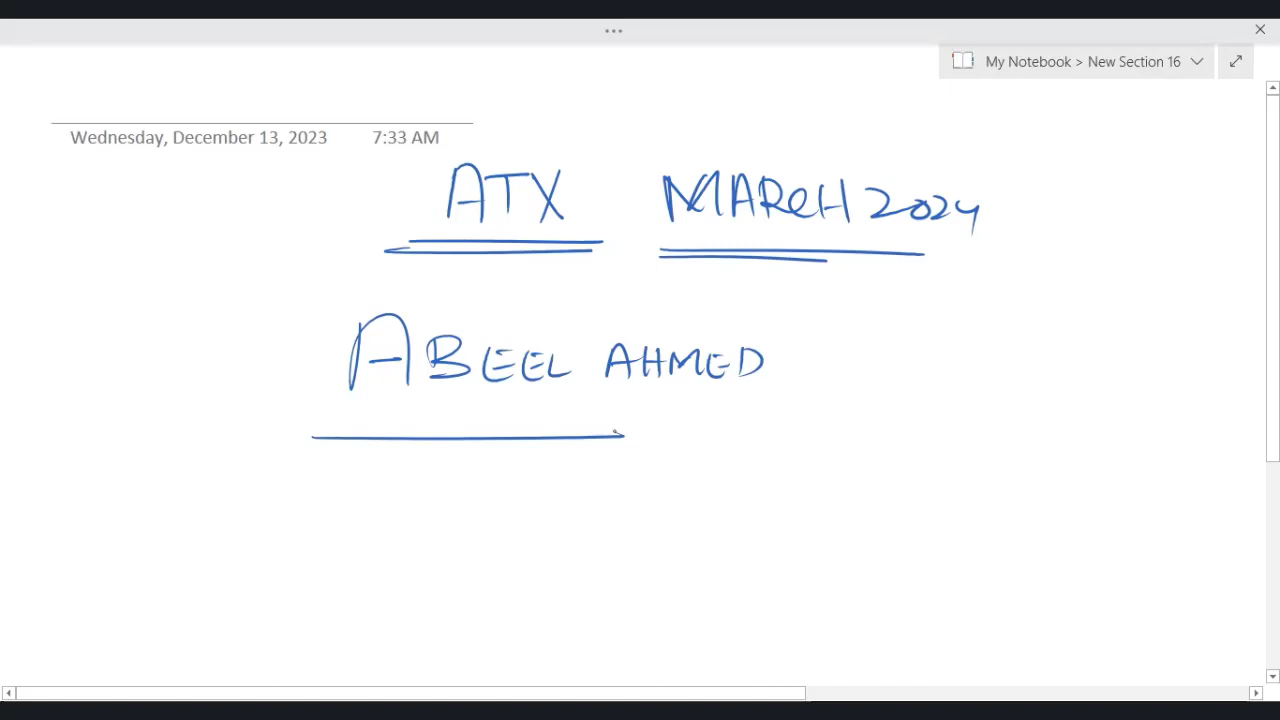 My Notebook > New Section 16
Wednesday, December 13, 2023 7:33 AM
ATX MARCH 2024
ABEEL AHMED